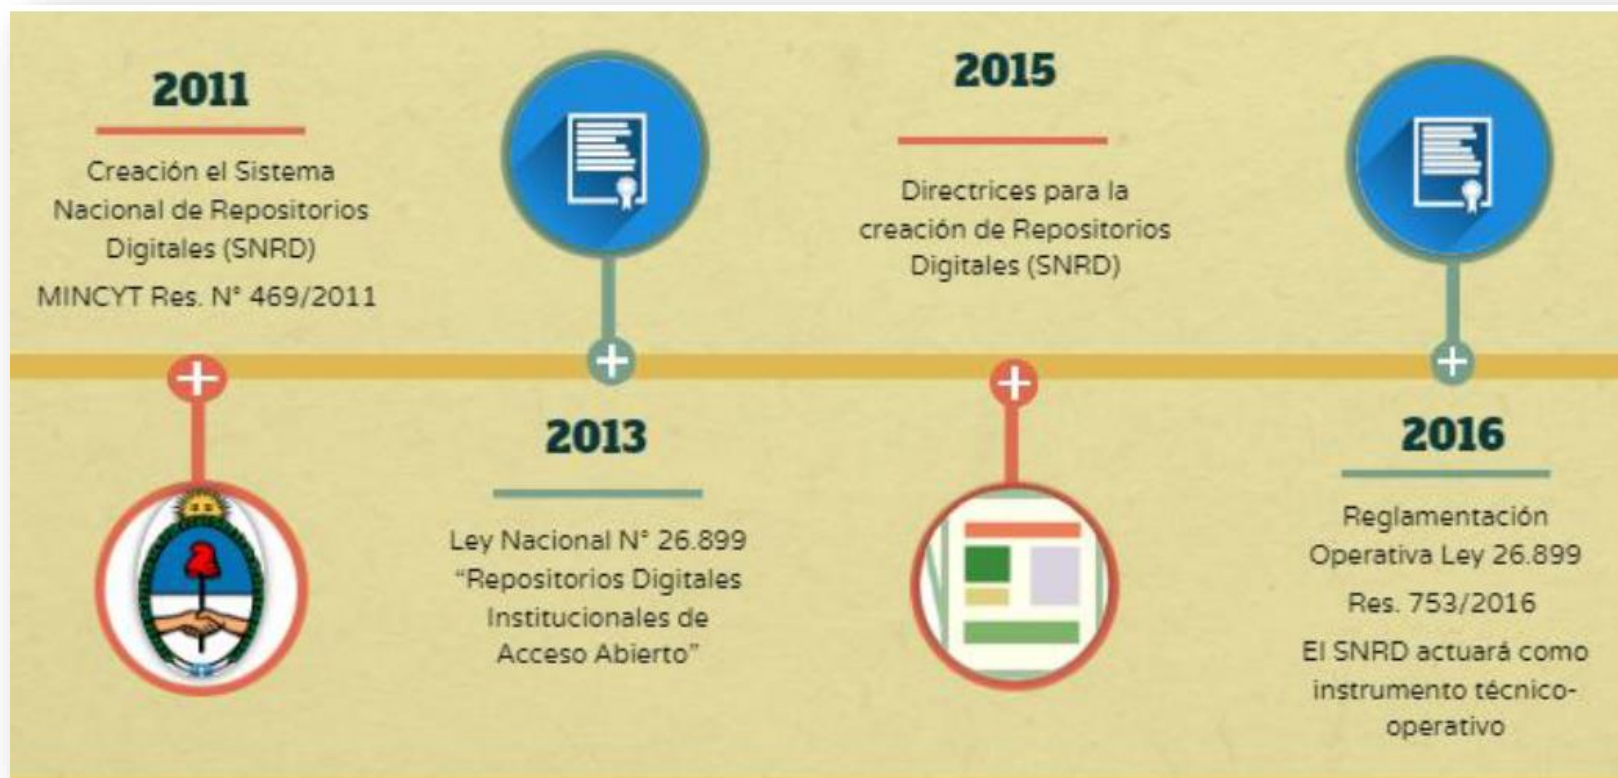 2011
Creación el Sistema
Nacional de Repositorios
Digitales (SNRD)
MINCYT Res. N° 469/2011
2013
Ley Nacional N° 26.899
“Repositorios Digitales
Institucionales de
Acceso Abierto”
2015
Directrices para la
creación de Repositorios
Digitales (SNRD)
2016
Reglamentación
Operativa Ley 26.899
Res. 753/2016
El SNRD actuará como
instrumento técnico-
operativo